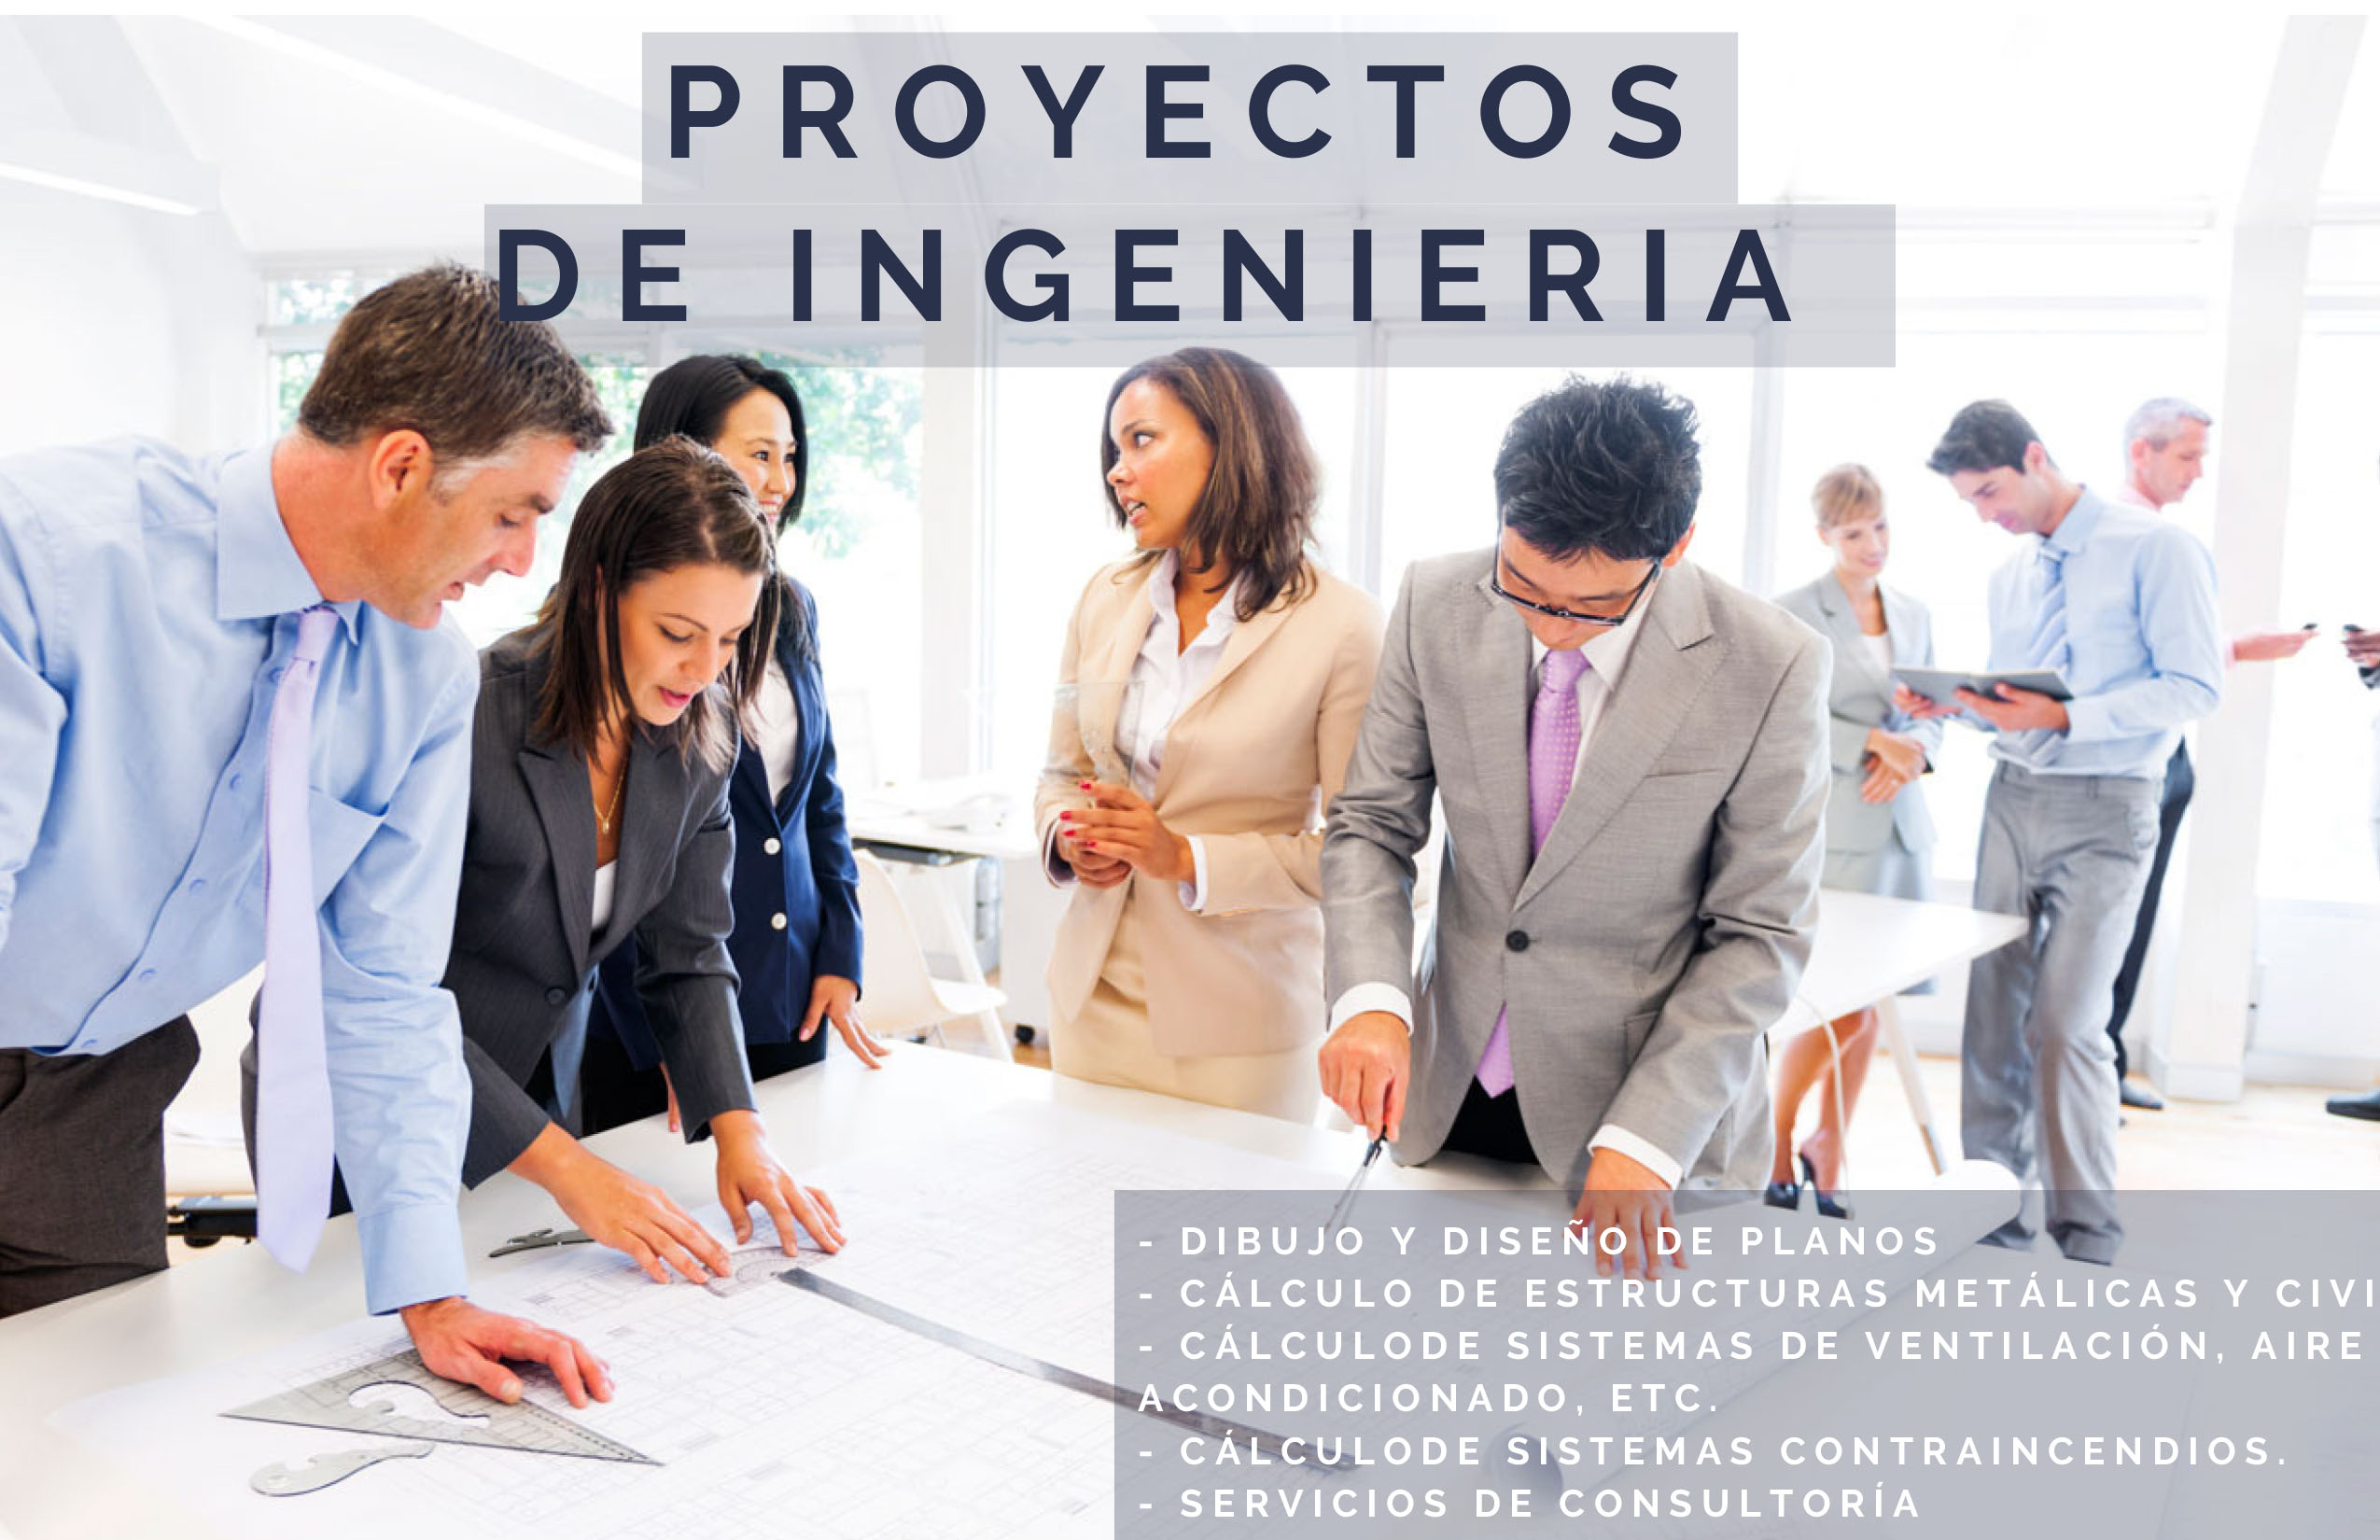 PROYECTOS
DE INGENIERIA
- DIBUJO Y DISEÑO DE PLANOS
- CÁLCULO DE ESTRUCTURAS METÁLICAS Y CIVI
- CÁLCULODE SISTEMAS DE VENTILACIÓN, AIRE
ACONDICIONADO, ETC.
- CÁLCULODE SISTEMAS CONTRAINCENDIOS.
- SERVICIOS DE CONSULTORÍA